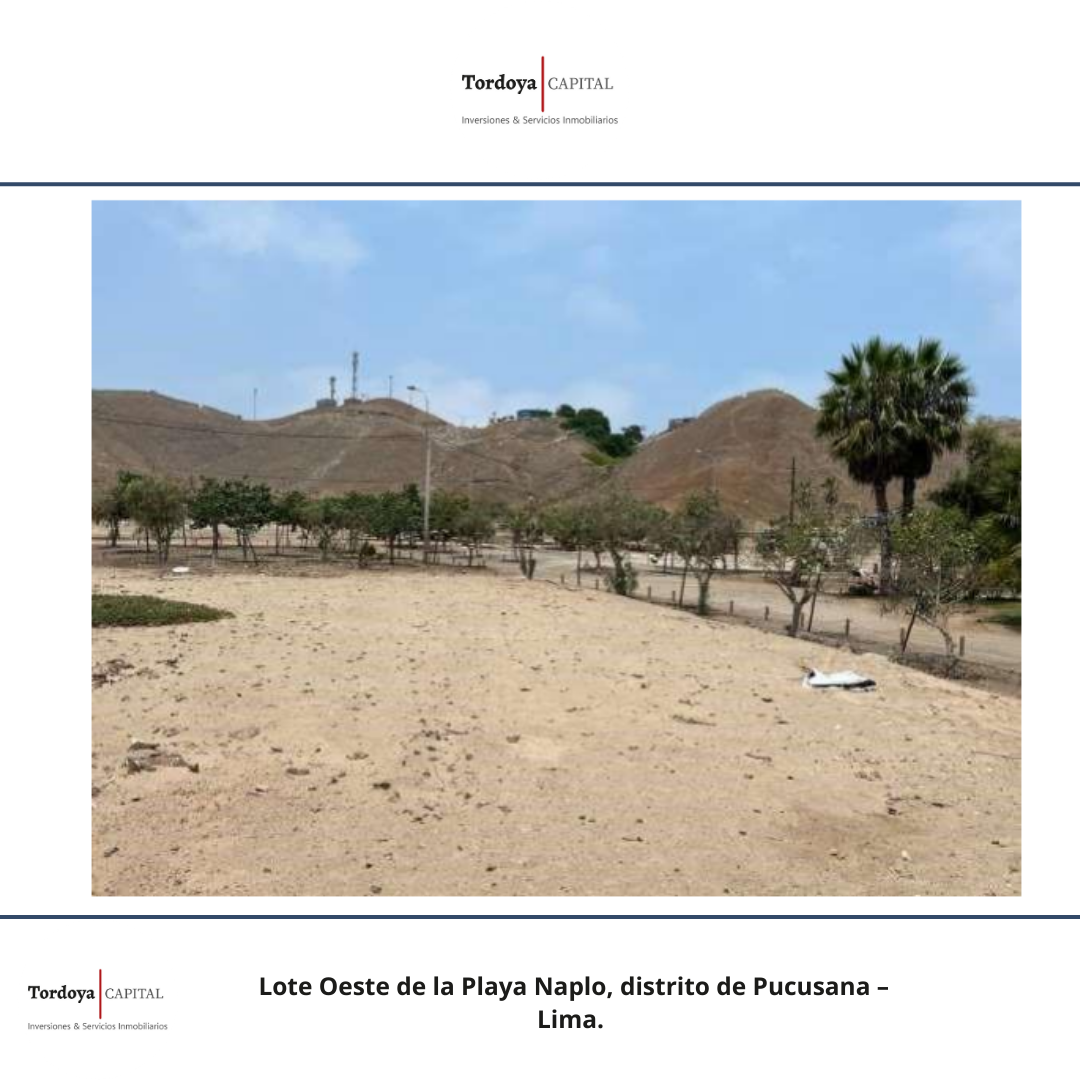 Tordoya CAPITAL
Inversiones & Servicios Inmobiliarios
Tordoya CAPITAL
Inversiones & Servicios Inmobiliarios
Lote Oeste de la Playa Naplo, distrito de Pucusana –
Lima.